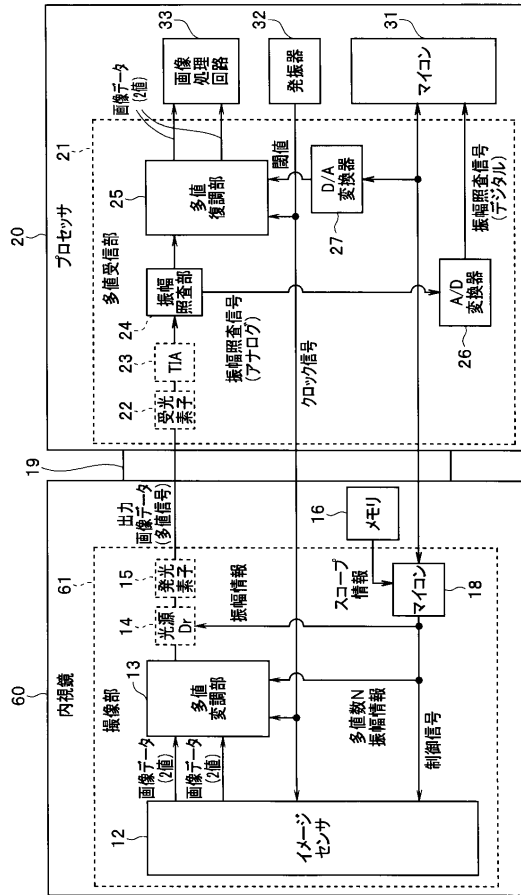 60
内視鏡
61
撮像部
12
イメージ
センサ
画像データ
(2値)
画像データ
(2値)
13
多値
変調部
14
光源
Dr
15
発光
素子
出力
画像データ
(多値信号)
振幅情報
スコープ
情報
16
メモリ
マイコン
18
多値数N
振幅情報
制御信号
19
20
プロセッサ
21
多値受信部
22
受光
素子
23
TIA
24
振幅
照査部
25
多値
復調部
画像データ
(2値)
33
画像
処理
回路
振幅照査信号
(アナログ)
クロック信号
閾値
32
発振器
D/A
変換器
27
31
マイコン
A/D
変換器
26
振幅照査信号
(デジタル)